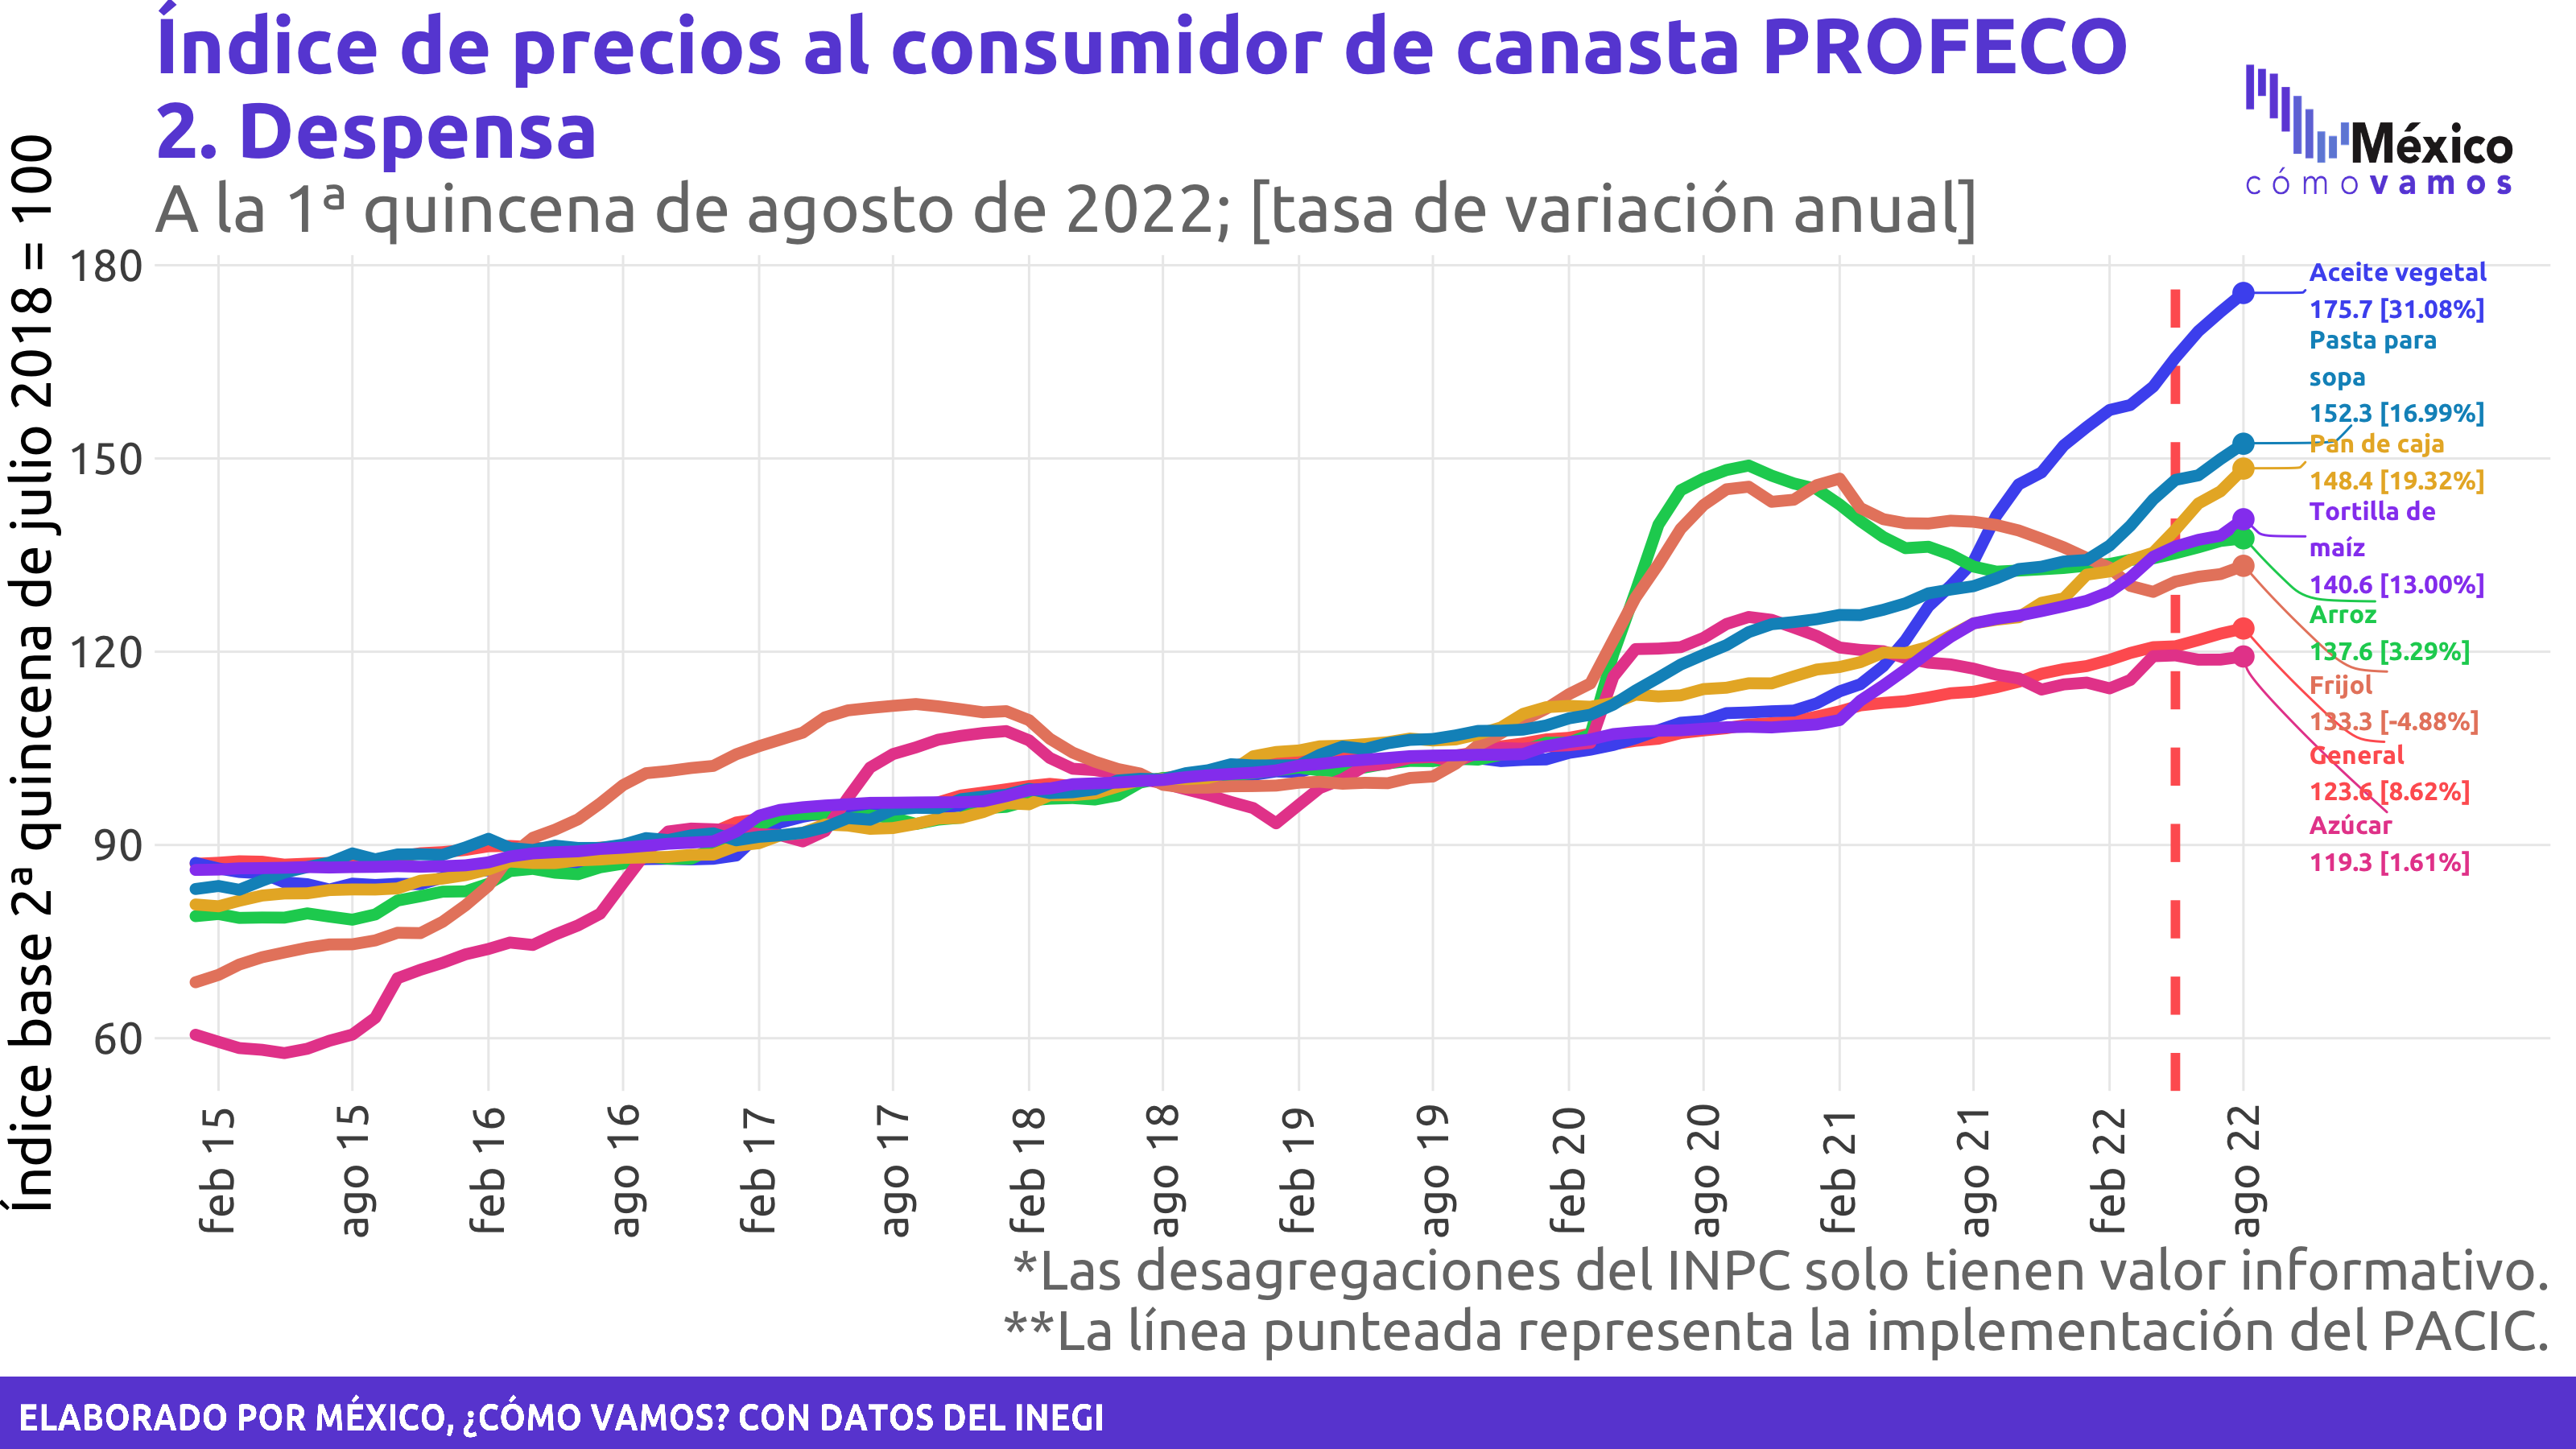 Índice de precios al consumidor de canasta PROFECO
2. Despensa
A la 1ª quincena de agosto de 2022; [tasa de variación anual]
México
cómo vamos
Índice base 2ª quincena de julio 2018 = 100
180
150
120
90
60
Aceite vegetal
175.7 [31.08%]
Pasta para
sopa
152.3 [16.99%]
Pan de caja
148.4 [19.32%]
Tortilla de
maíz
140.6 [13.00%]
Arroz
137.6 [3.29%]
Frijol
133.3 [-4.88%]
General
123.6 [8.62%]
Azúcar
119.3 [1.61%]
feb 15
ago 15
feb 16
ago 16
feb 17
ago 17
feb 18
ago 18
feb 19
ago 19
feb 20
ago 20
feb 21
ago 21
feb 22
ago 22
*Las desagregaciones del INPC solo tienen valor informativo.
**La línea punteada representa la implementación del PACIC.
ELABORADO POR MÉXICO, ¿CÓMO VAMOS? CON DATOS DEL INEGI